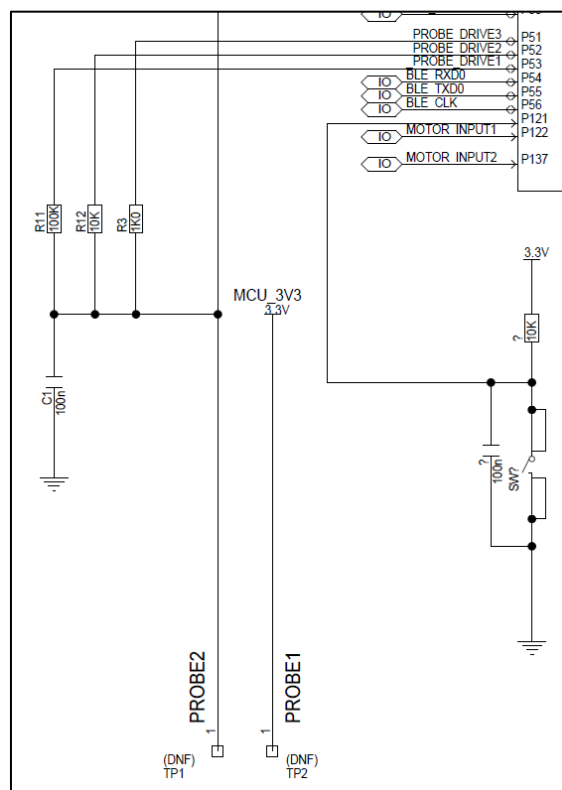 IO
PROBE_DRIVE3
P51
PROBE_DRIVE2
P52
PROBE_DRIVE1
P53
IO
BLE_RXD0
P54
IO
BLE_TXD0
P55
IO
BLE_CLK
P56
P121
IO
MOTOR_INPUT1
P122
IO
MOTOR_INPUT2
P137
R11
100K
R12
10K
R3
1K0
3.3V
MCU_3V3
3.3V
?
10K
C1
100n
?
100n
SW?
PROBE2
PROBE1
1
1
(DNF)
TP1
(DNF)
TP2